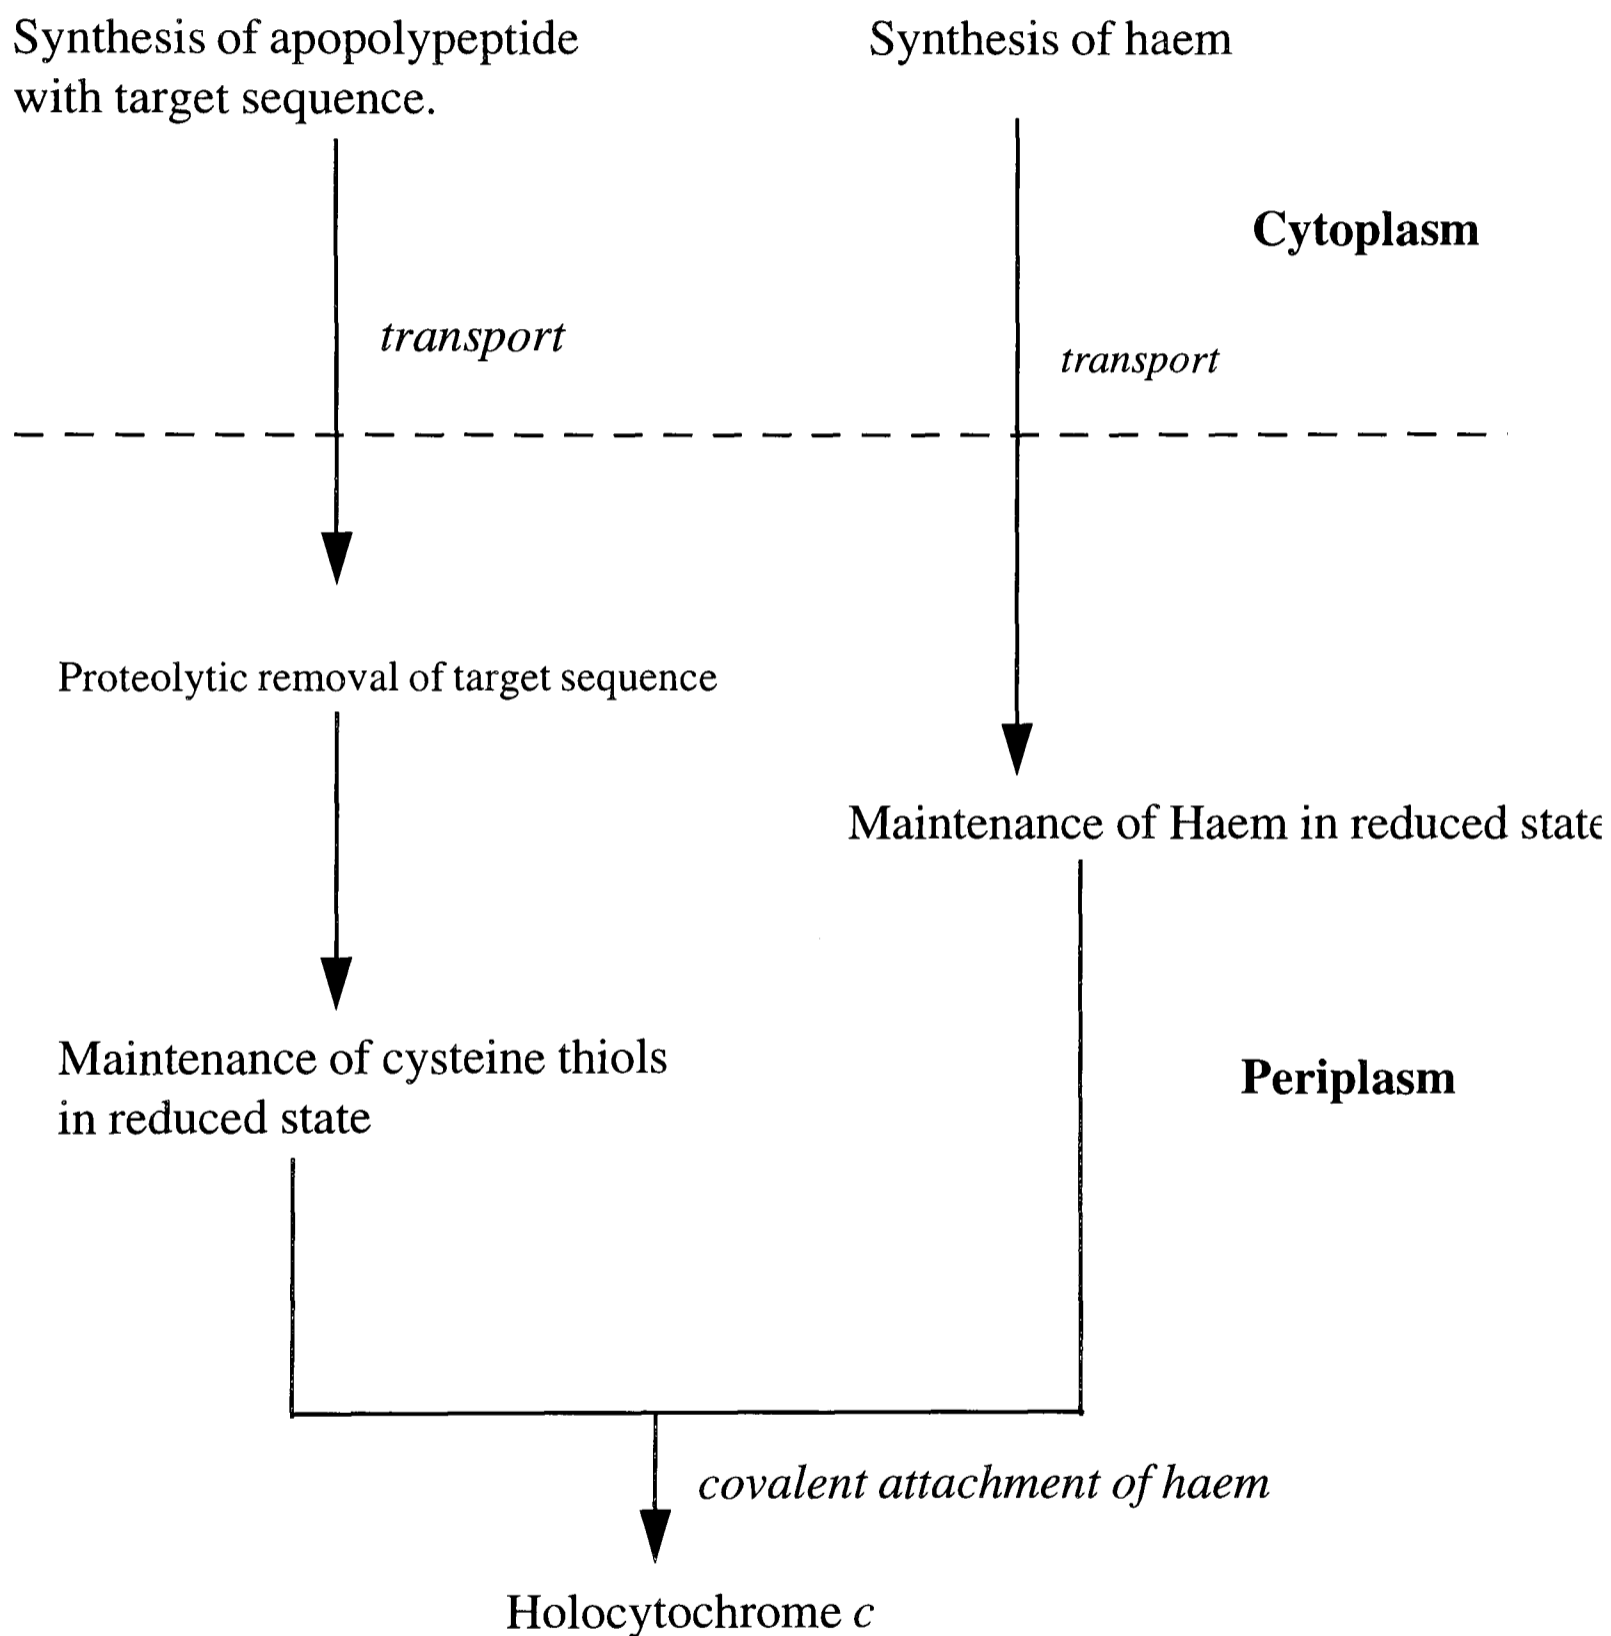 Synthesis of apopolypeptide
with target sequence.
Synthesis of haem
Cytoplasm
transport
transport
Proteolytic removal of target sequence
Maintenance of Haem in reduced state
Maintenance of cysteine thiols
in reduced state
Periplasm
covalent attachment of haem
Holocytochrome c